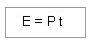 E = P t